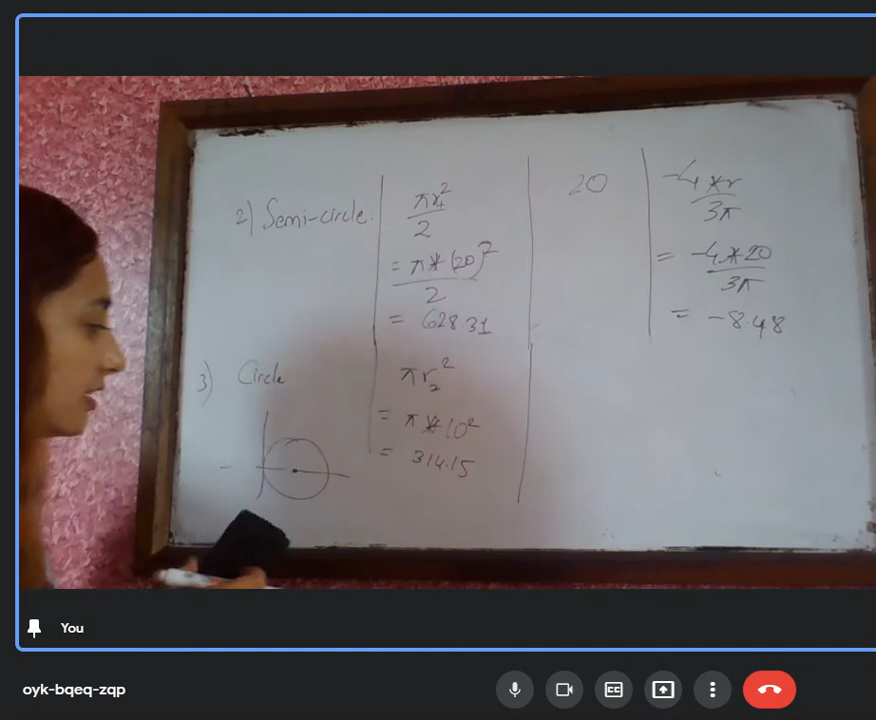 2) Semi-circle.
πr₁²
2
= π * (20)²
2
= 628.31
20
-4 * r
3π
= -4 * 20
3π
= -8.48
3) Circle
πr₂²
= π * 10²
= 314.15
You
oyk-bqeq-zqp
CC